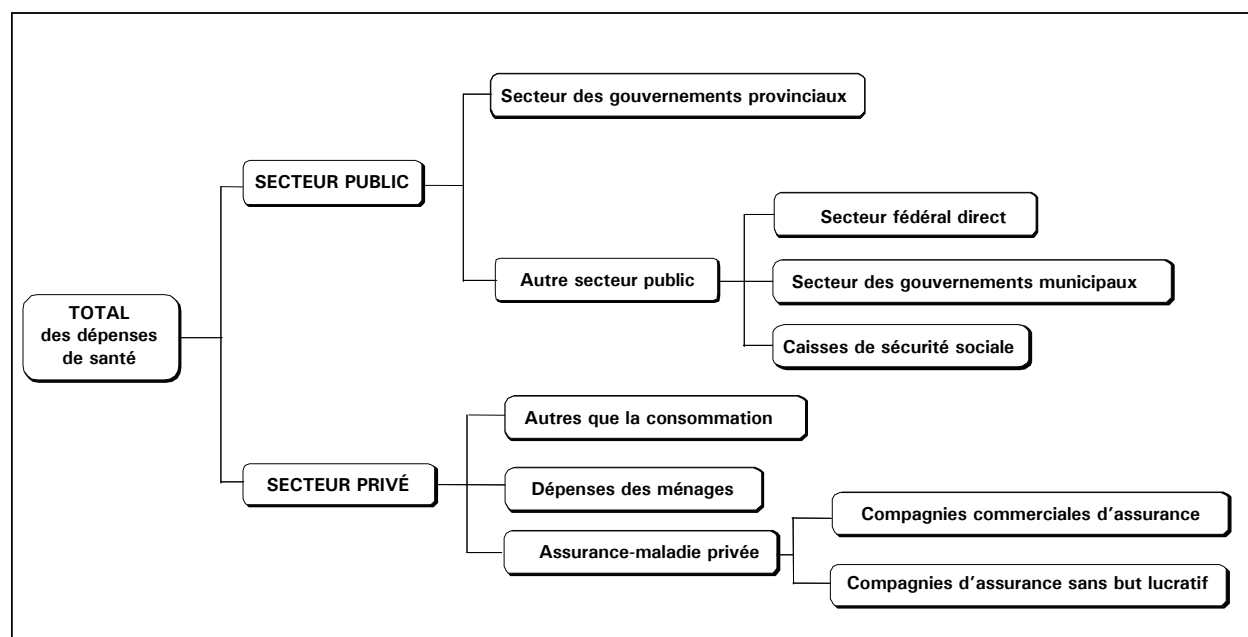 Secteur des gouvernements provinciaux
SECTEUR PUBLIC
Secteur fédéral direct
Autre secteur public
Secteur des gouvernements municipaux
TOTAL
des dépenses
de santé
Caisses de sécurité sociale
Autres que la consommation
SECTEUR PRIVÉ
Dépenses des ménages
Compagnies commerciales d'assurance
Assurance-maladie privée
Compagnies d'assurance sans but lucratif